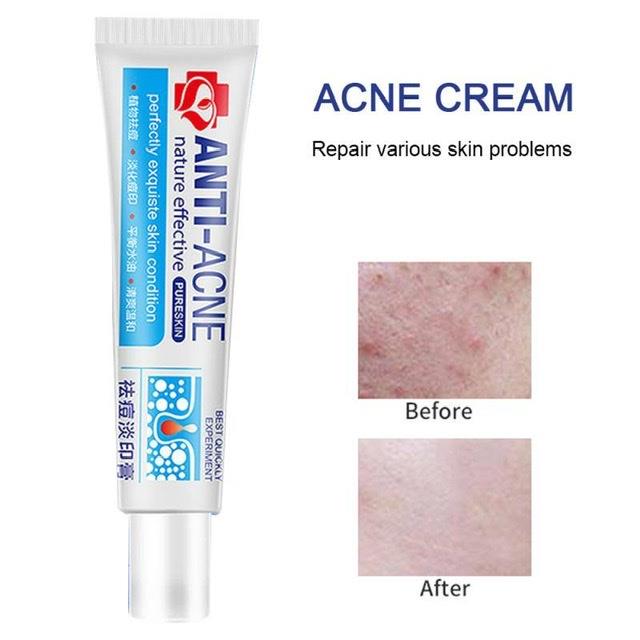 ACNE CREAM
Repair various skin problems
ANTI-ACNE
nature effective PURESKIN
perfectly exquiste skin condition
• 植物祛痘 • 淡化痘印 • 平衡水油 • 清爽温和
祛痘淡印膏
BEST QUICKLY
EXPERIMENT
Before
After